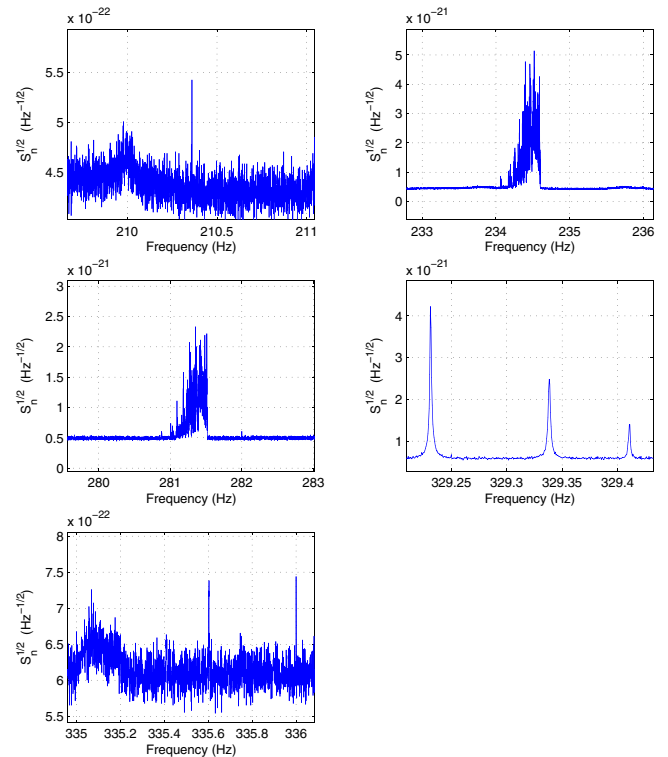 x 10⁻²²
5.5
5
4.5
S_n^1/2 (Hz^-1/2)
210 210.5 211
Frequency (Hz)
x 10⁻²¹
5
4
3
2
1
0
S_n^1/2 (Hz^-1/2)
233 234 235 236
Frequency (Hz)
x 10⁻²¹
3
2.5
2
1.5
1
0.5
0
S_n^1/2 (Hz^-1/2)
280 281 282 283
Frequency (Hz)
x 10⁻²¹
4
3
2
1
S_n^1/2 (Hz^-1/2)
329.25 329.3 329.35 329.4
Frequency (Hz)
x 10⁻²²
8
7.5
7
6.5
6
5.5
S_n^1/2 (Hz^-1/2)
335 335.2 335.4 335.6 335.8 336
Frequency (Hz)